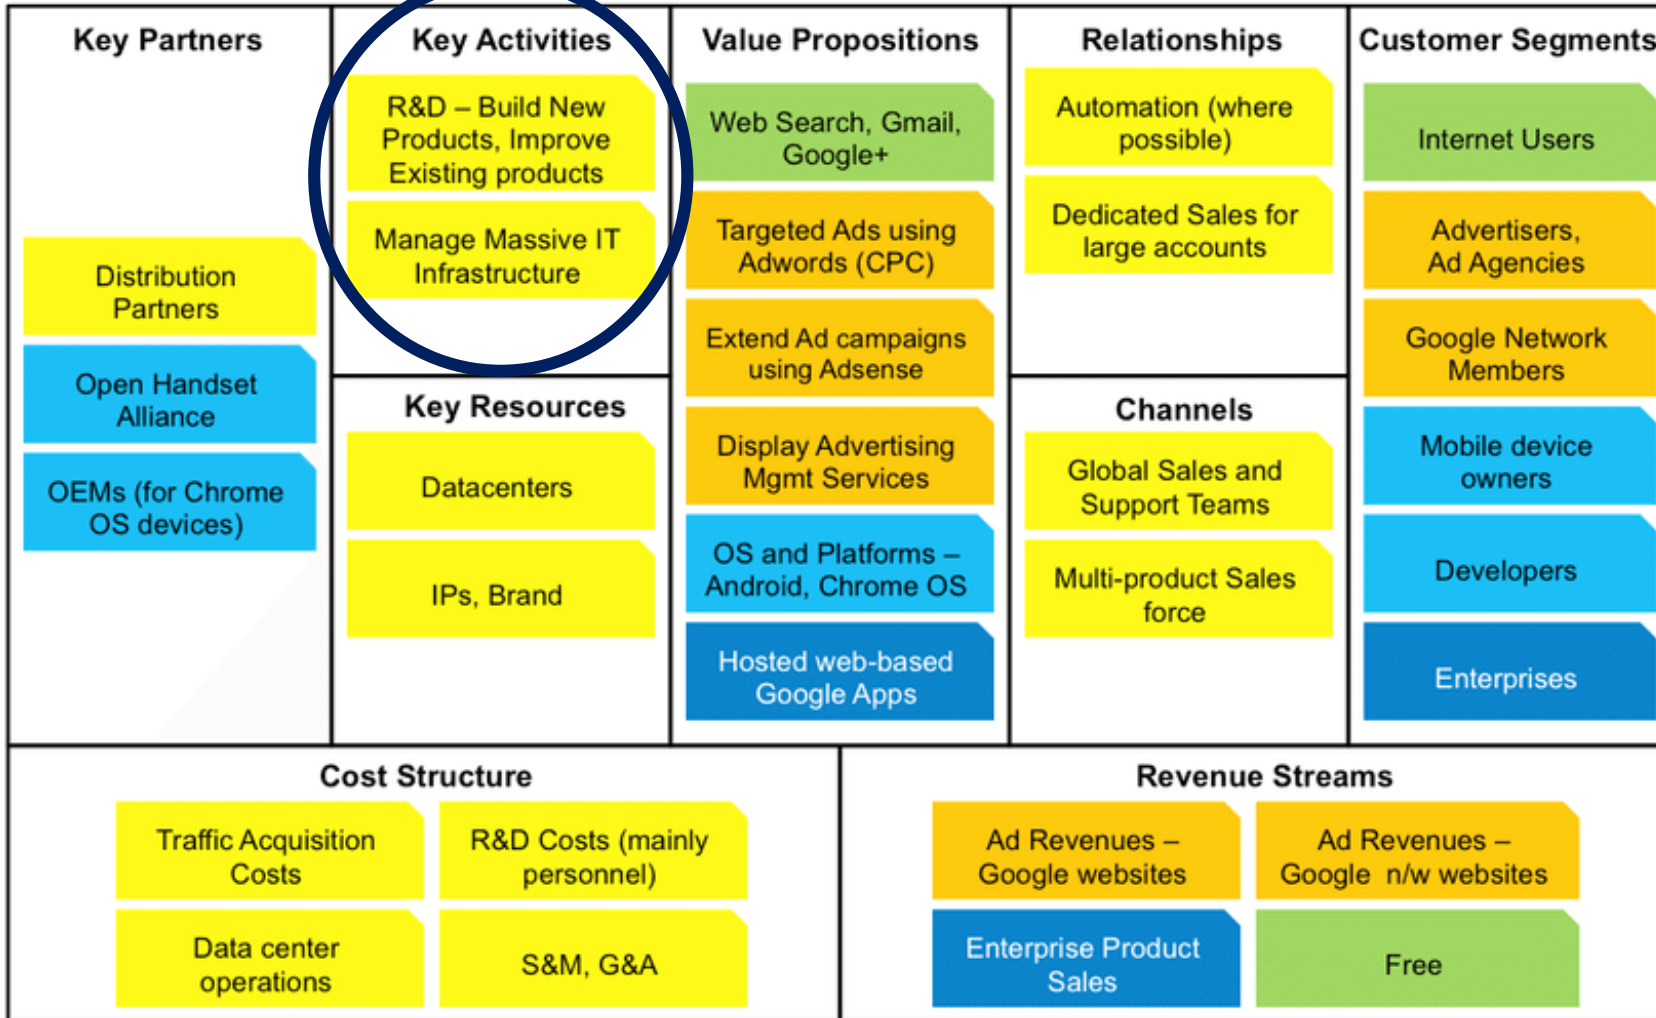 Key Partners
Distribution
Partners
Open Handset
Alliance
OEMs (for Chrome
OS devices)
Key Activities
R&D – Build New
Products, Improve
Existing products
Manage Massive IT
Infrastructure
Key Resources
Datacenters
IPs, Brand
Value Propositions
Web Search, Gmail,
Google+
Targeted Ads using
Adwords (CPC)
Extend Ad campaigns
using Adsense
Display Advertising
Mgmt Services
OS and Platforms –
Android, Chrome OS
Hosted web-based
Google Apps
Relationships
Automation (where
possible)
Dedicated Sales for
large accounts
Channels
Global Sales and
Support Teams
Multi-product Sales
force
Customer Segments
Internet Users
Advertisers,
Ad Agencies
Google Network
Members
Mobile device
owners
Developers
Enterprises
Cost Structure
Traffic Acquisition
Costs
R&D Costs (mainly
personnel)
Data center
operations
S&M, G&A
Revenue Streams
Ad Revenues –
Google websites
Ad Revenues –
Google n/w websites
Enterprise Product
Sales
Free